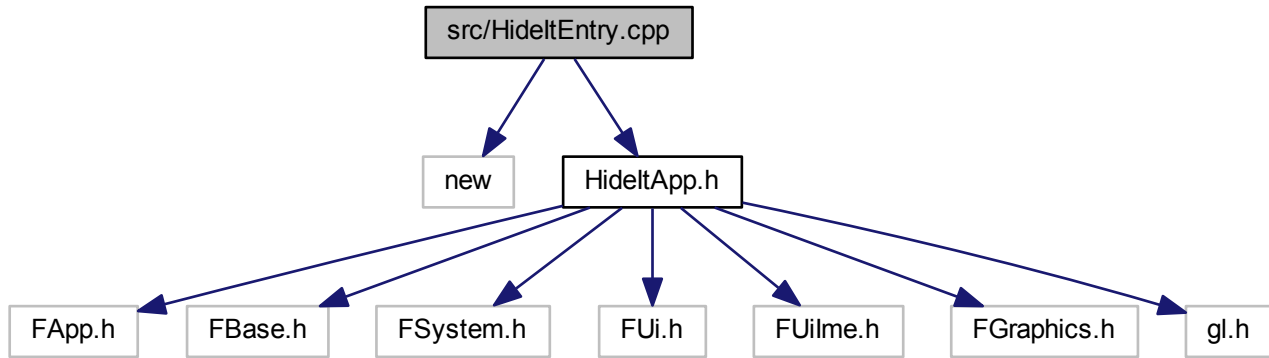 src/HideItEntry.cpp
new
HideItApp.h
FApp.h
FBase.h
FSystem.h
FUi.h
FUiIme.h
FGraphics.h
gl.h